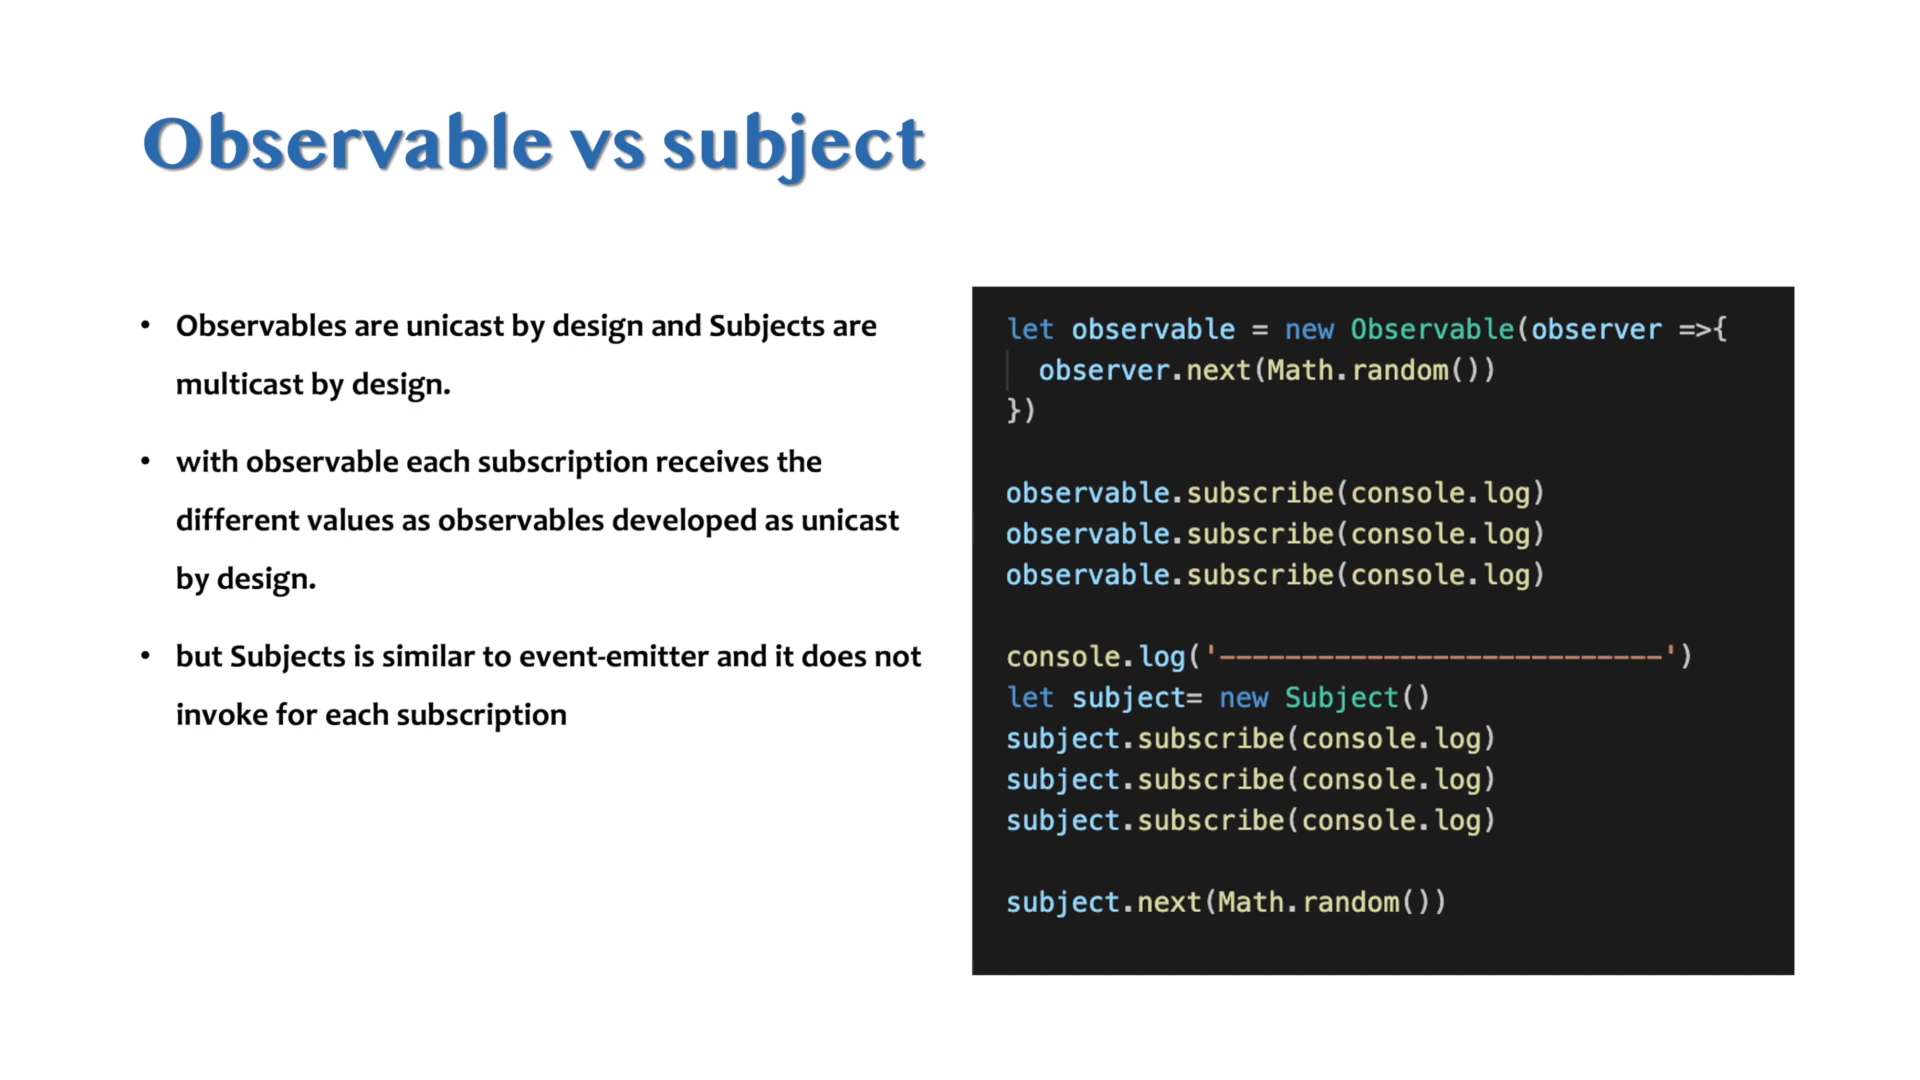 Observable vs subject
• Observables are unicast by design and Subjects are
multicast by design.
• with observable each subscription receives the
different values as observables developed as unicast
by design.
• but Subjects is similar to event-emitter and it does not
invoke for each subscription
let observable = new Observable(observer =>{
  observer.next(Math.random())
})
observable.subscribe(console.log)
observable.subscribe(console.log)
observable.subscribe(console.log)
console.log('---------------------------')
let subject= new Subject()
subject.subscribe(console.log)
subject.subscribe(console.log)
subject.subscribe(console.log)
subject.next(Math.random())